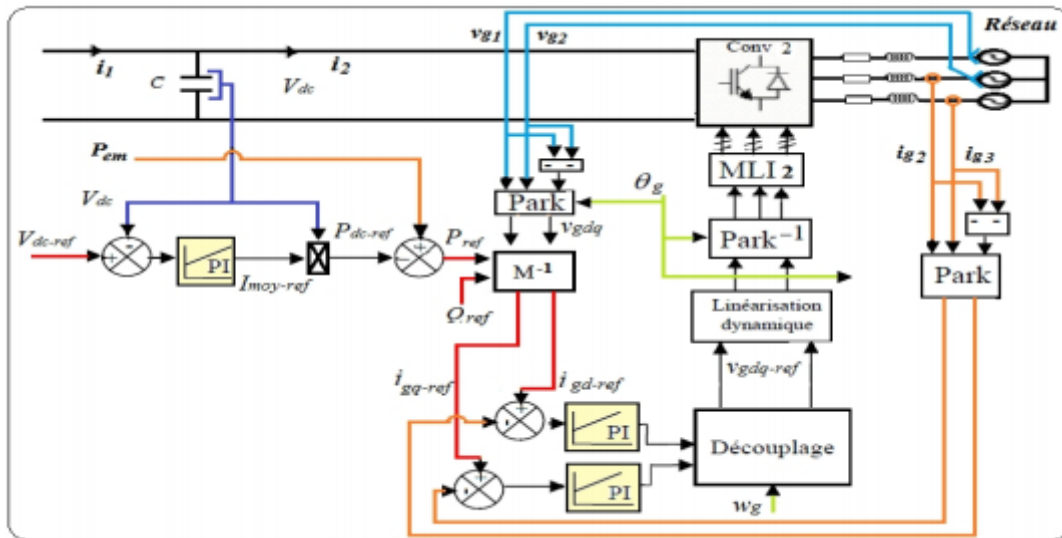 vg1
vg2
Réseau
Conv 2
i1
i2
C
Vdc
Pem
ig2
ig3
MLI 2
θg
Vdc
Park
vgdq
Vdc-ref
Pdc-ref
Pref
Park⁻¹
Park
PI
Imoy-ref
M⁻¹
Qref
Linéarisation
dynamique
igq-ref
igd-ref
vgdq-ref
PI
Découplage
PI
wg